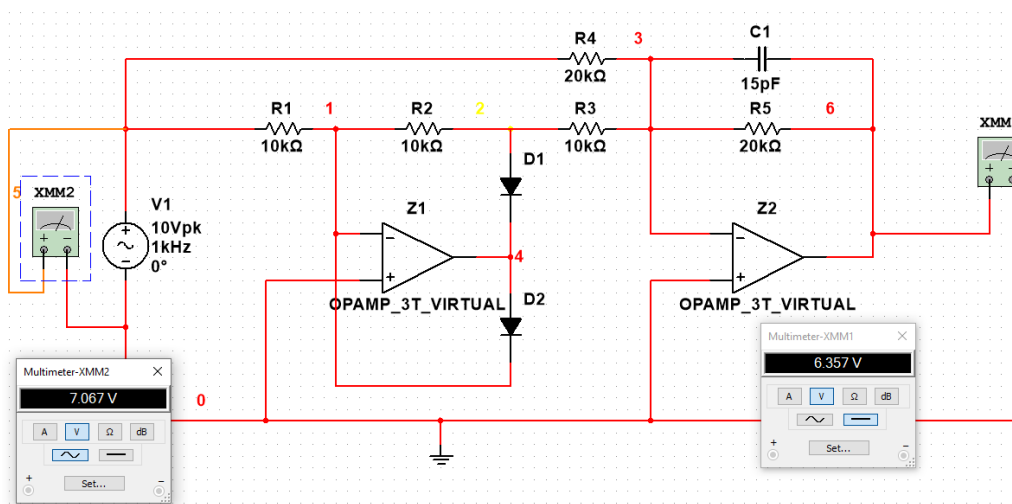 R4
3
C1
20kΩ
15pF
R1
1
R2
2
R3
R5
6
10kΩ
10kΩ
10kΩ
20kΩ
XMM
D1
5
XMM2
V1
10Vpk
1kHz
0°
Z1
Z2
4
OPAMP_3T_VIRTUAL
D2
OPAMP_3T_VIRTUAL
Multimeter-XMM2
7.067 V
A
V
Ω
dB
Set...
+
-
0
Multimeter-XMM1
6.357 V
A
V
Ω
dB
Set...
+
-